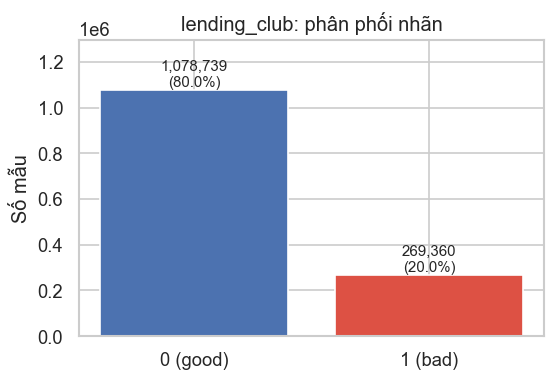 lending_club: phân phối nhãn
1e6
Số mẫu
1.2
1.0
0.8
0.6
0.4
0.2
0.0
1,078,739
(80.0%)
269,360
(20.0%)
0 (good)
1 (bad)